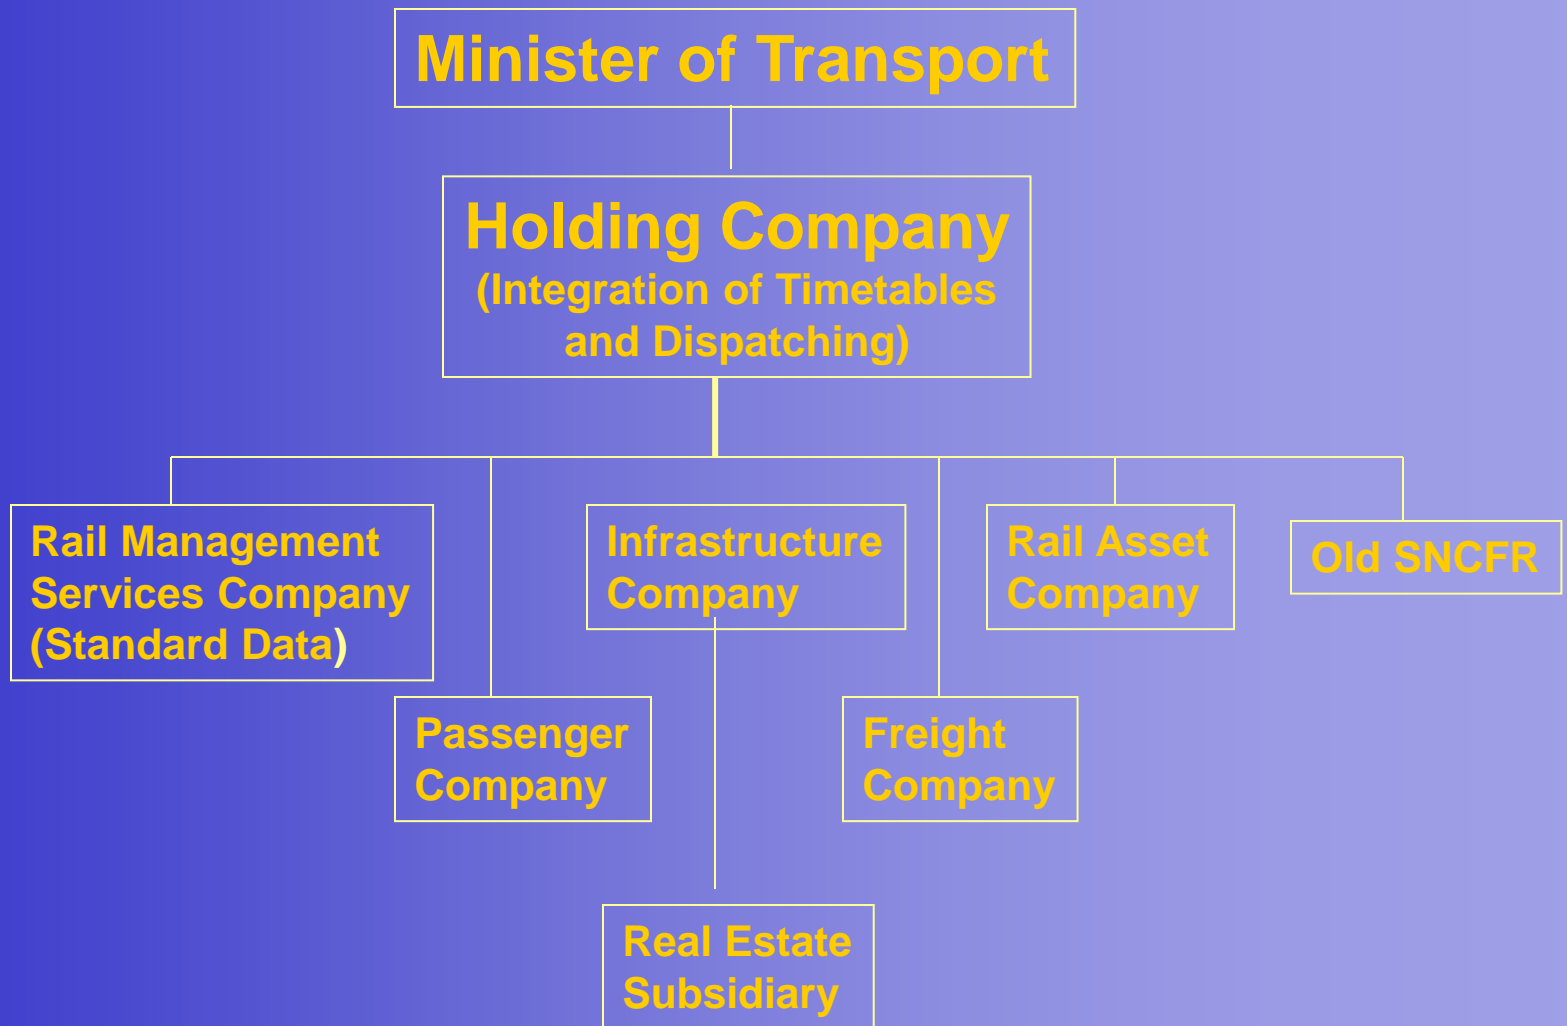 Minister of Transport
Holding Company
(Integration of Timetables
and Dispatching)
Rail Management
Services Company
(Standard Data)
Infrastructure
Company
Rail Asset
Company
Old SNCFR
Passenger
Company
Freight
Company
Real Estate
Subsidiary